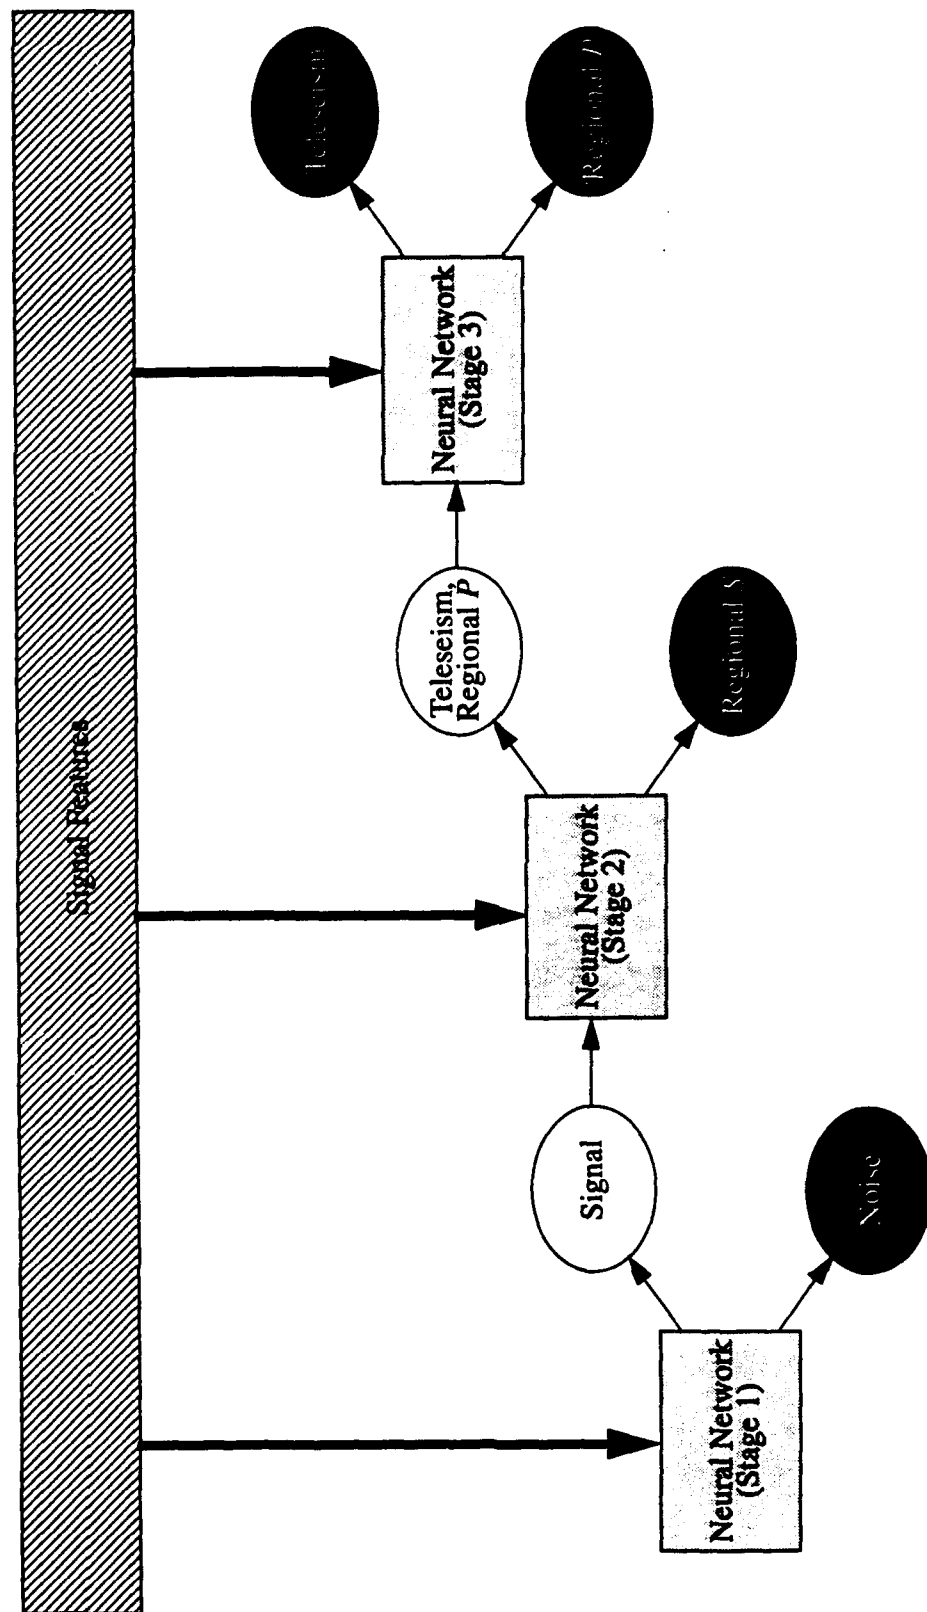 Signal Features
Neural Network
(Stage 1)
Signal
Noise
Neural Network
(Stage 2)
Teleseism,
Regional P
Regional S
Neural Network
(Stage 3)
Teleseism
Regional P